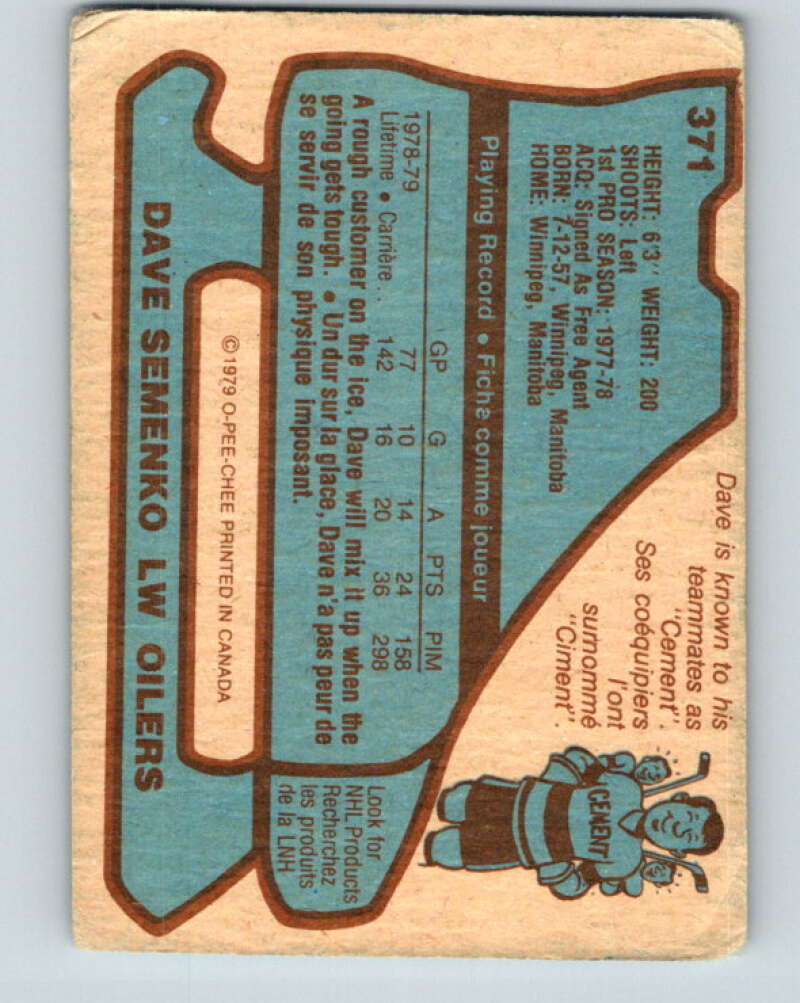 371
HEIGHT: 6'3" WEIGHT: 200
SHOOTS: Left
1st PRO SEASON: 1977-78
ACQ: Signed As Free Agent
BORN: 7-12-57, Winnipeg, Manitoba
HOME: Winnipeg, Manitoba
Dave is known to his
teammates as
"Cement".
Ses coéquipiers
l'ont
surnommé
"Ciment".
CEMENT
Playing Record • Fiche comme joueur
GP G A PTS PIM
1978-79 77 10 14 24 158
Lifetime • Carrière . . 142 16 20 36 298
A rough customer on the ice, Dave will mix it up when the
going gets tough. • Un dur sur la glace, Dave n'a pas peur de
se servir de son physique imposant.
Look for
NHL Products
Recherchez
les produits
de la LNH
©1979 O-PEE-CHEE PRINTED IN CANADA
DAVE SEMENKO LW OILERS